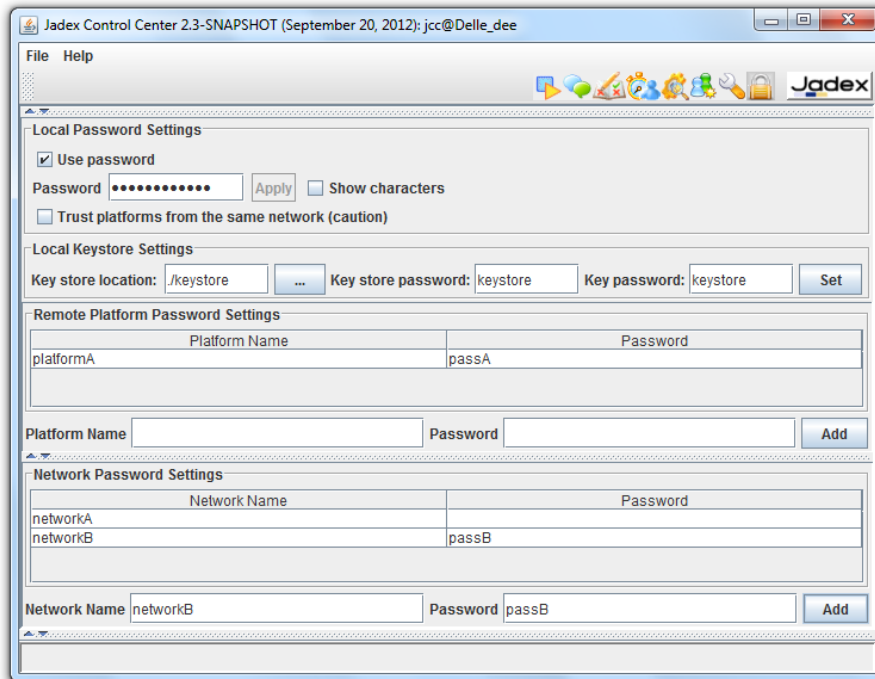 Jadex Control Center 2.3-SNAPSHOT (September 20, 2012): jcc@Delle_dee
File Help
Jadex
Local Password Settings
Use password
Password •••••••••••• Apply Show characters
Trust platforms from the same network (caution)
Local Keystore Settings
Key store location: ./keystore ... Key store password: keystore Key password: keystore Set
Remote Platform Password Settings
Platform Name Password
platformA passA
Platform Name Password Add
Network Password Settings
Network Name Password
networkA
networkB passB
Network Name networkB Password passB Add